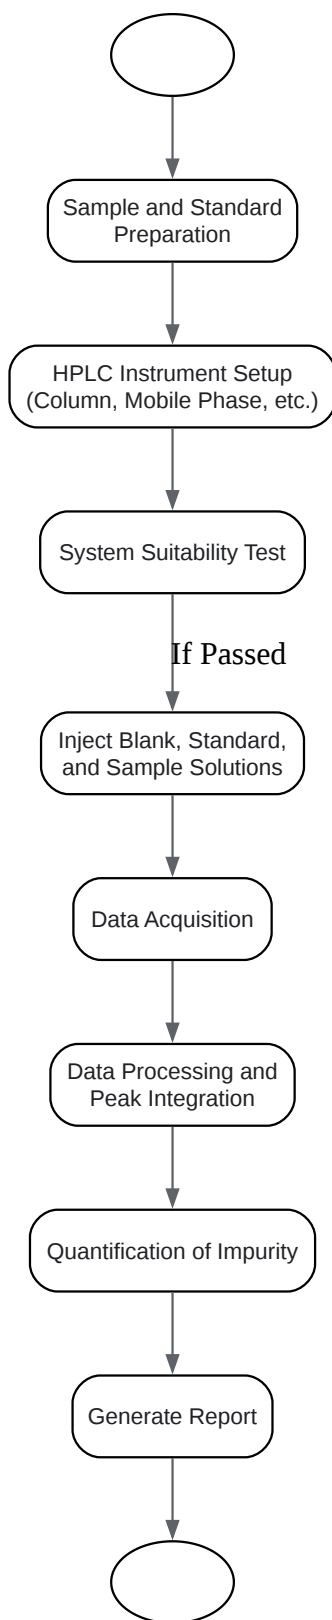 Sample and Standard
Preparation
HPLC Instrument Setup
(Column, Mobile Phase, etc.)
System Suitability Test
If Passed
Inject Blank, Standard,
and Sample Solutions
Data Acquisition
Data Processing and
Peak Integration
Quantification of Impurity
Generate Report